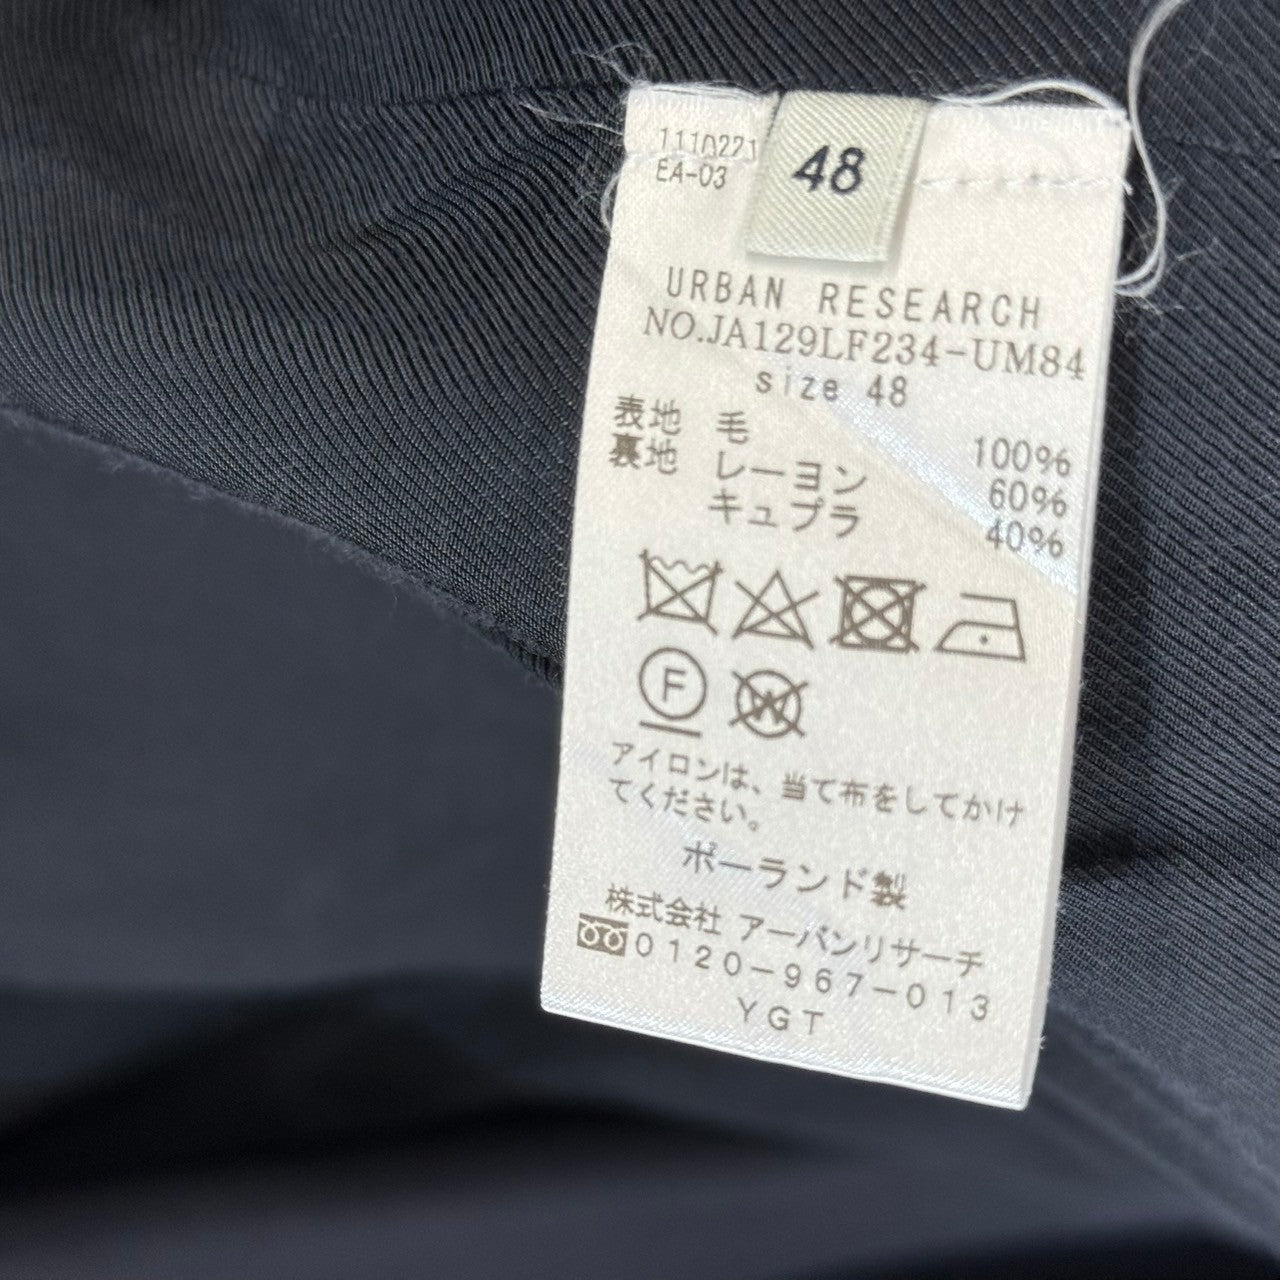 1110221
EA-03
48
URBAN RESEARCH
NO.JA129LF234-UM84
size 48
表地 毛 100%
裏地 レーヨン 60%
キュプラ 40%
F
W
アイロンは、当て布をしてかけ
てください。
ポーランド製
株式会社 アーバンリサーチ
0120-967-013
YGT